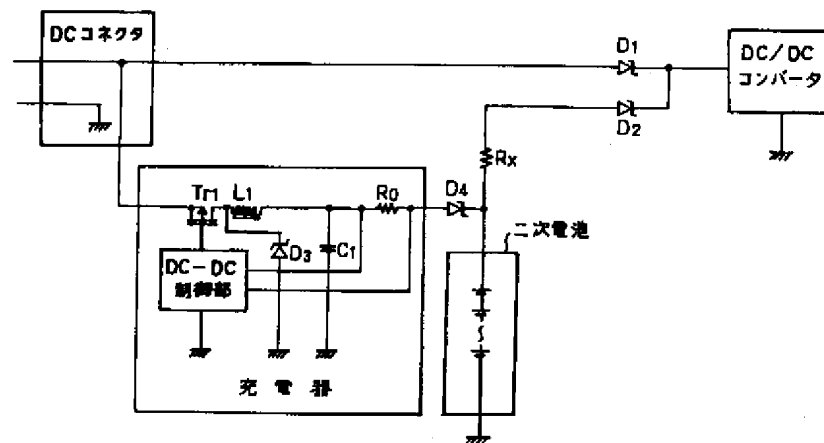 DCコネクタ
D1
DC/DC
コンバータ
D2
Rx
Tr1
L1
R0
D4
二次電池
D3
C1
DC-DC
制御部
充電器